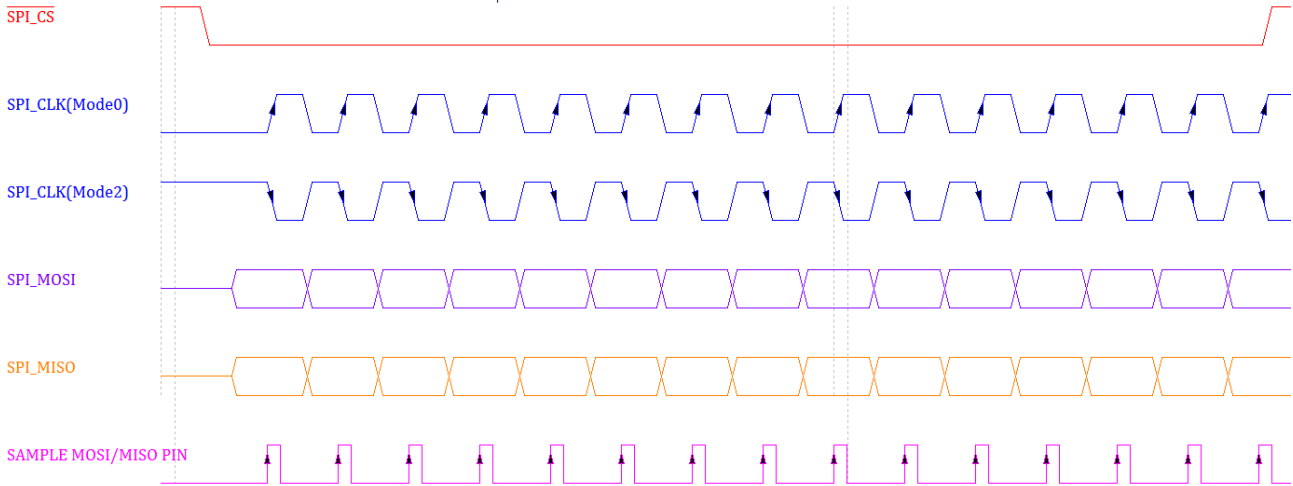 SPI_CS
SPI_CLK(Mode0)
SPI_CLK(Mode2)
SPI_MOSI
SPI_MISO
SAMPLE MOSI/MISO PIN